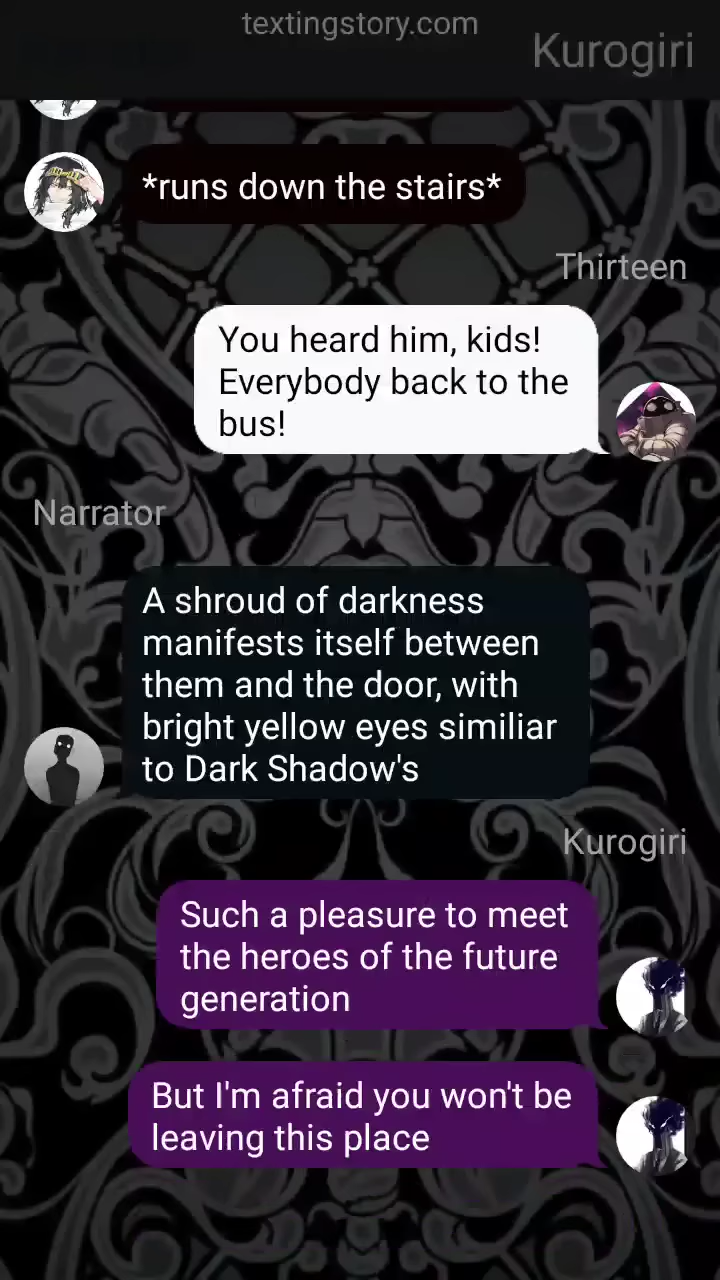 textingstory.com
Kurogiri
*runs down the stairs*
Thirteen
You heard him, kids!
Everybody back to the
bus!
Narrator
A shroud of darkness
manifests itself between
them and the door, with
bright yellow eyes similiar
to Dark Shadow's
Kurogiri
Such a pleasure to meet
the heroes of the future
generation
But I'm afraid you won't be
leaving this place